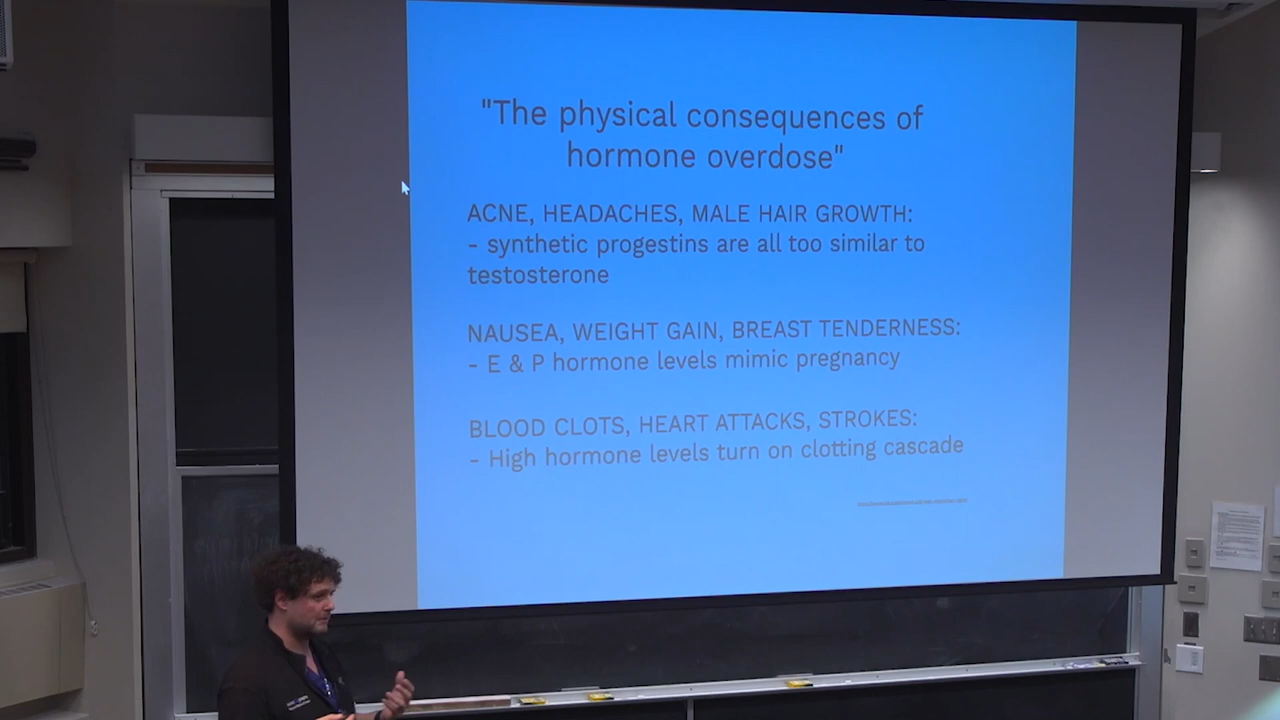 "The physical consequences of
hormone overdose"
ACNE, HEADACHES, MALE HAIR GROWTH:
- synthetic progestins are all too similar to
testosterone
NAUSEA, WEIGHT GAIN, BREAST TENDERNESS:
- E & P hormone levels mimic pregnancy
BLOOD CLOTS, HEART ATTACKS, STROKES:
- High hormone levels turn on clotting cascade